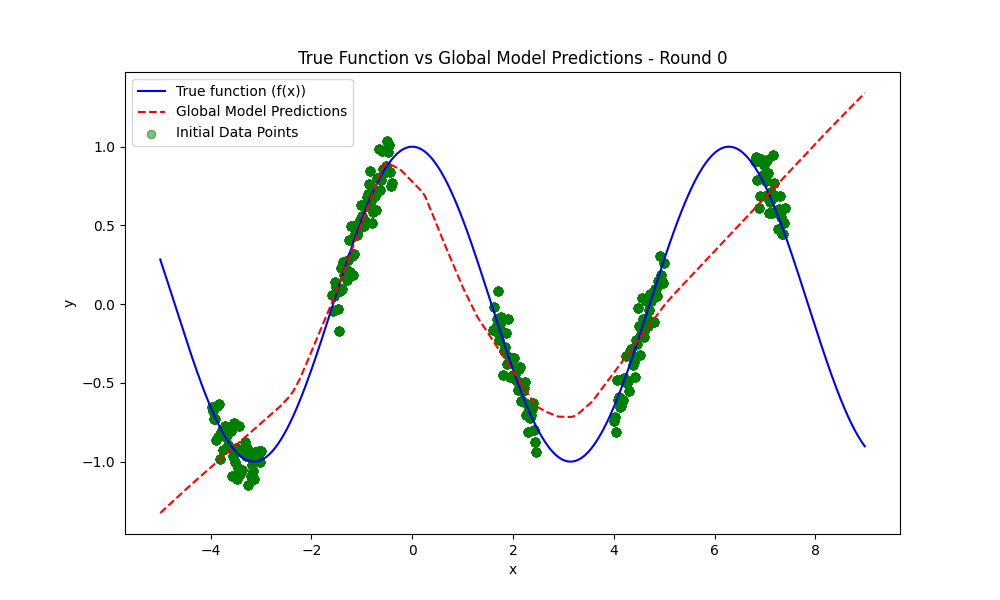 True Function vs Global Model Predictions - Round 0
True function (f(x))
Global Model Predictions
Initial Data Points
y
1.0
0.5
0.0
−0.5
−1.0
−4
−2
0
2
4
6
8
x